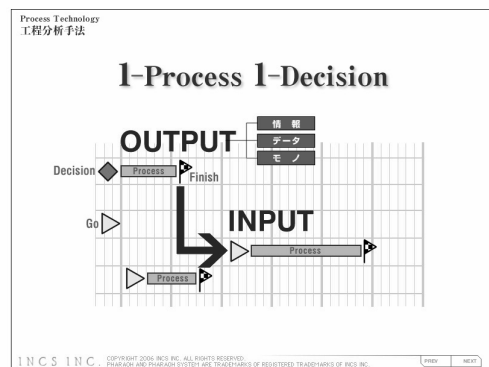 Process Technology
工程分析手法
1-Process 1-Decision
情 報
OUTPUT
データ
モ ノ
Decision
Process
Finish
Go
INPUT
Process
Process
INCS INC.
COPYRIGHT 2006 INCS INC. ALL RIGHTS RESERVED.
PHARAOH AND PHARAOH SYSTEM ARE TRADEMARKS OF REGISTERED TRADEMARKS OF INCS INC.
PREV
NEXT